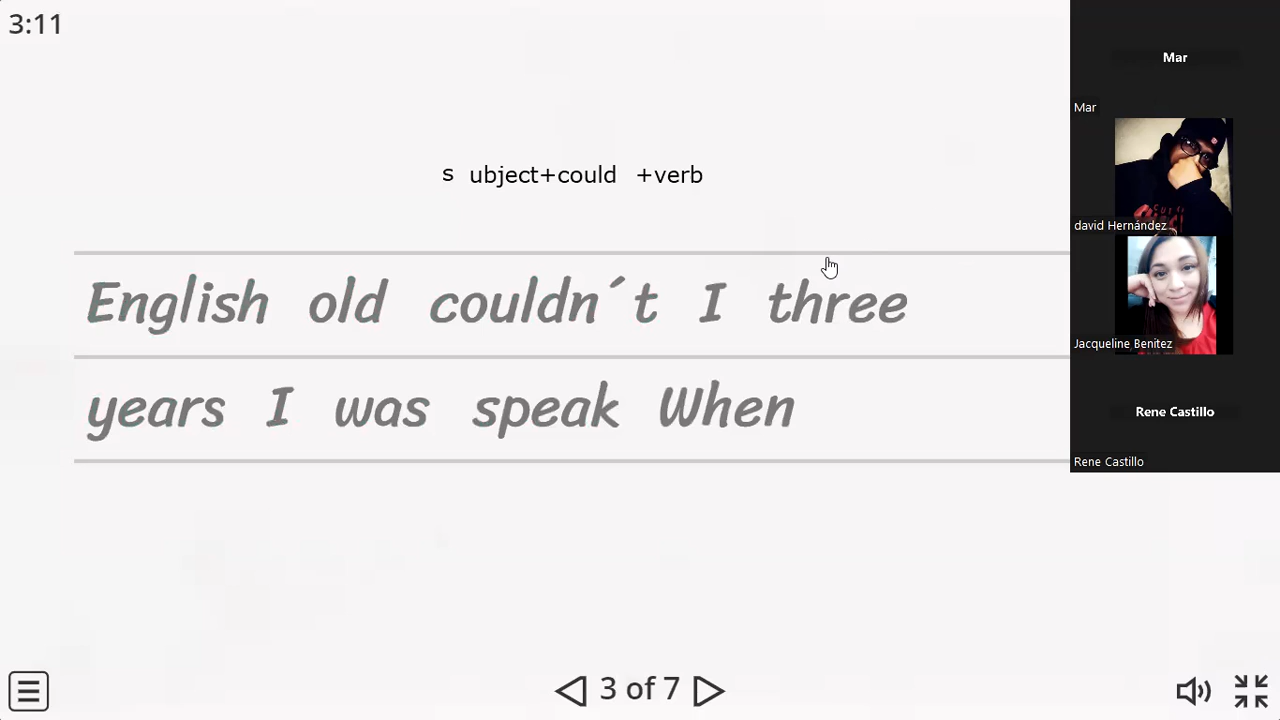 3:11
Mar
Mar
s ubject+could +verb
david Hernández
English old couldn´t I three
Jacqueline Benitez
years I was speak When
Rene Castillo
Rene Castillo
3 of 7